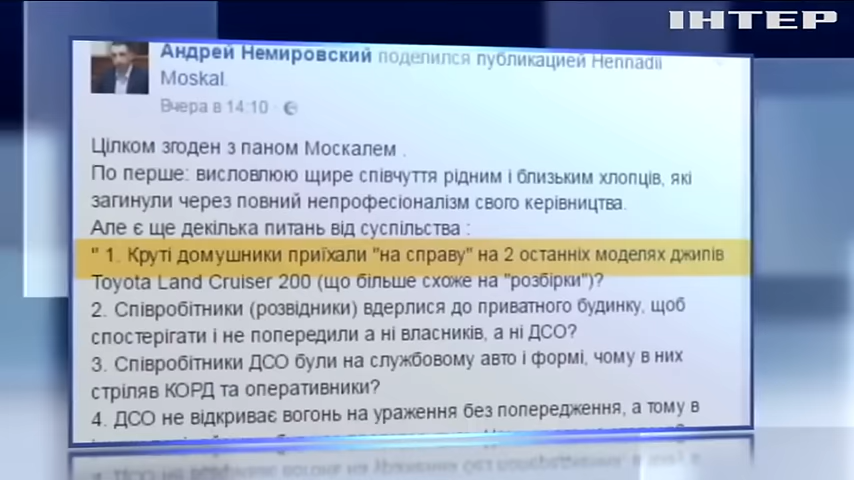 ІНТЕР
Андрей Немировский поделился публикацией Hennadii
Moskal.
Вчера в 14:10
Цілком згоден з паном Москалем .
По перше: висловлюю щире співчуття рідним і близьким хлопців, які
загинули через повний непрофесіоналізм свого керівництва.
Але є ще декілька питань від суспільства :
" 1. Круті домушники приїхали "на справу" на 2 останніх моделях джипів
Toyota Land Cruiser 200 (що більше схоже на "розбірки")?
2. Співробітники (розвідники) вдерлися до приватного будинку, щоб
спостерігати і не попередили а ні власників, а ні ДСО?
3. Співробітники ДСО були на службовому авто і формі, чому в них
стріляв КОРД та оперативники?
4. ДСО не відкриває вогонь на ураження без попередження, а тому в